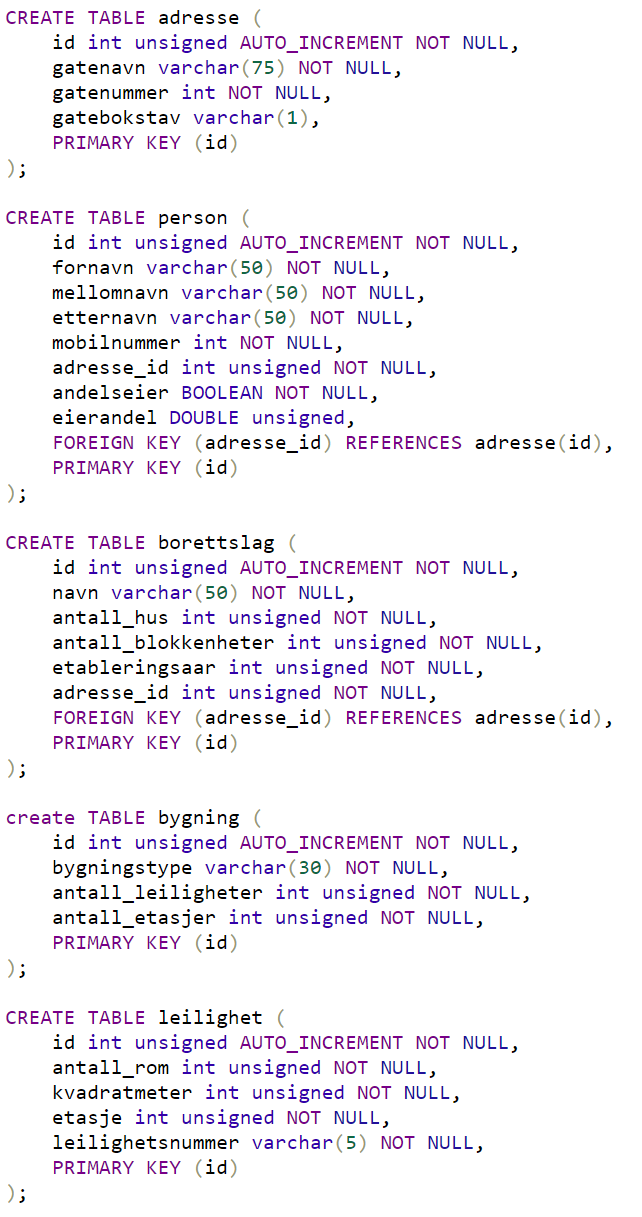 CREATE TABLE adresse (
    id int unsigned AUTO_INCREMENT NOT NULL,
    gatenavn varchar(75) NOT NULL,
    gatenummer int NOT NULL,
    gatebokstav varchar(1),
    PRIMARY KEY (id)
);

CREATE TABLE person (
    id int unsigned AUTO_INCREMENT NOT NULL,
    fornavn varchar(50) NOT NULL,
    mellomnavn varchar(50) NOT NULL,
    etternavn varchar(50) NOT NULL,
    mobilnummer int NOT NULL,
    adresse_id int unsigned NOT NULL,
    andelseier BOOLEAN NOT NULL,
    eierandel DOUBLE unsigned,
    FOREIGN KEY (adresse_id) REFERENCES adresse(id),
    PRIMARY KEY (id)
);

CREATE TABLE borettslag (
    id int unsigned AUTO_INCREMENT NOT NULL,
    navn varchar(50) NOT NULL,
    antall_hus int unsigned NOT NULL,
    antall_blokkenheter int unsigned NOT NULL,
    etableringsaar int unsigned NOT NULL,
    adresse_id int unsigned NOT NULL,
    FOREIGN KEY (adresse_id) REFERENCES adresse(id),
    PRIMARY KEY (id)
);

create TABLE bygning (
    id int unsigned AUTO_INCREMENT NOT NULL,
    bygningstype varchar(30) NOT NULL,
    antall_leiligheter int unsigned NOT NULL,
    antall_etasjer int unsigned NOT NULL,
    PRIMARY KEY (id)
);

CREATE TABLE leilighet (
    id int unsigned AUTO_INCREMENT NOT NULL,
    antall_rom int unsigned NOT NULL,
    kvadratmeter int unsigned NOT NULL,
    etasje int unsigned NOT NULL,
    leilighetsnummer varchar(5) NOT NULL,
    PRIMARY KEY (id)
);